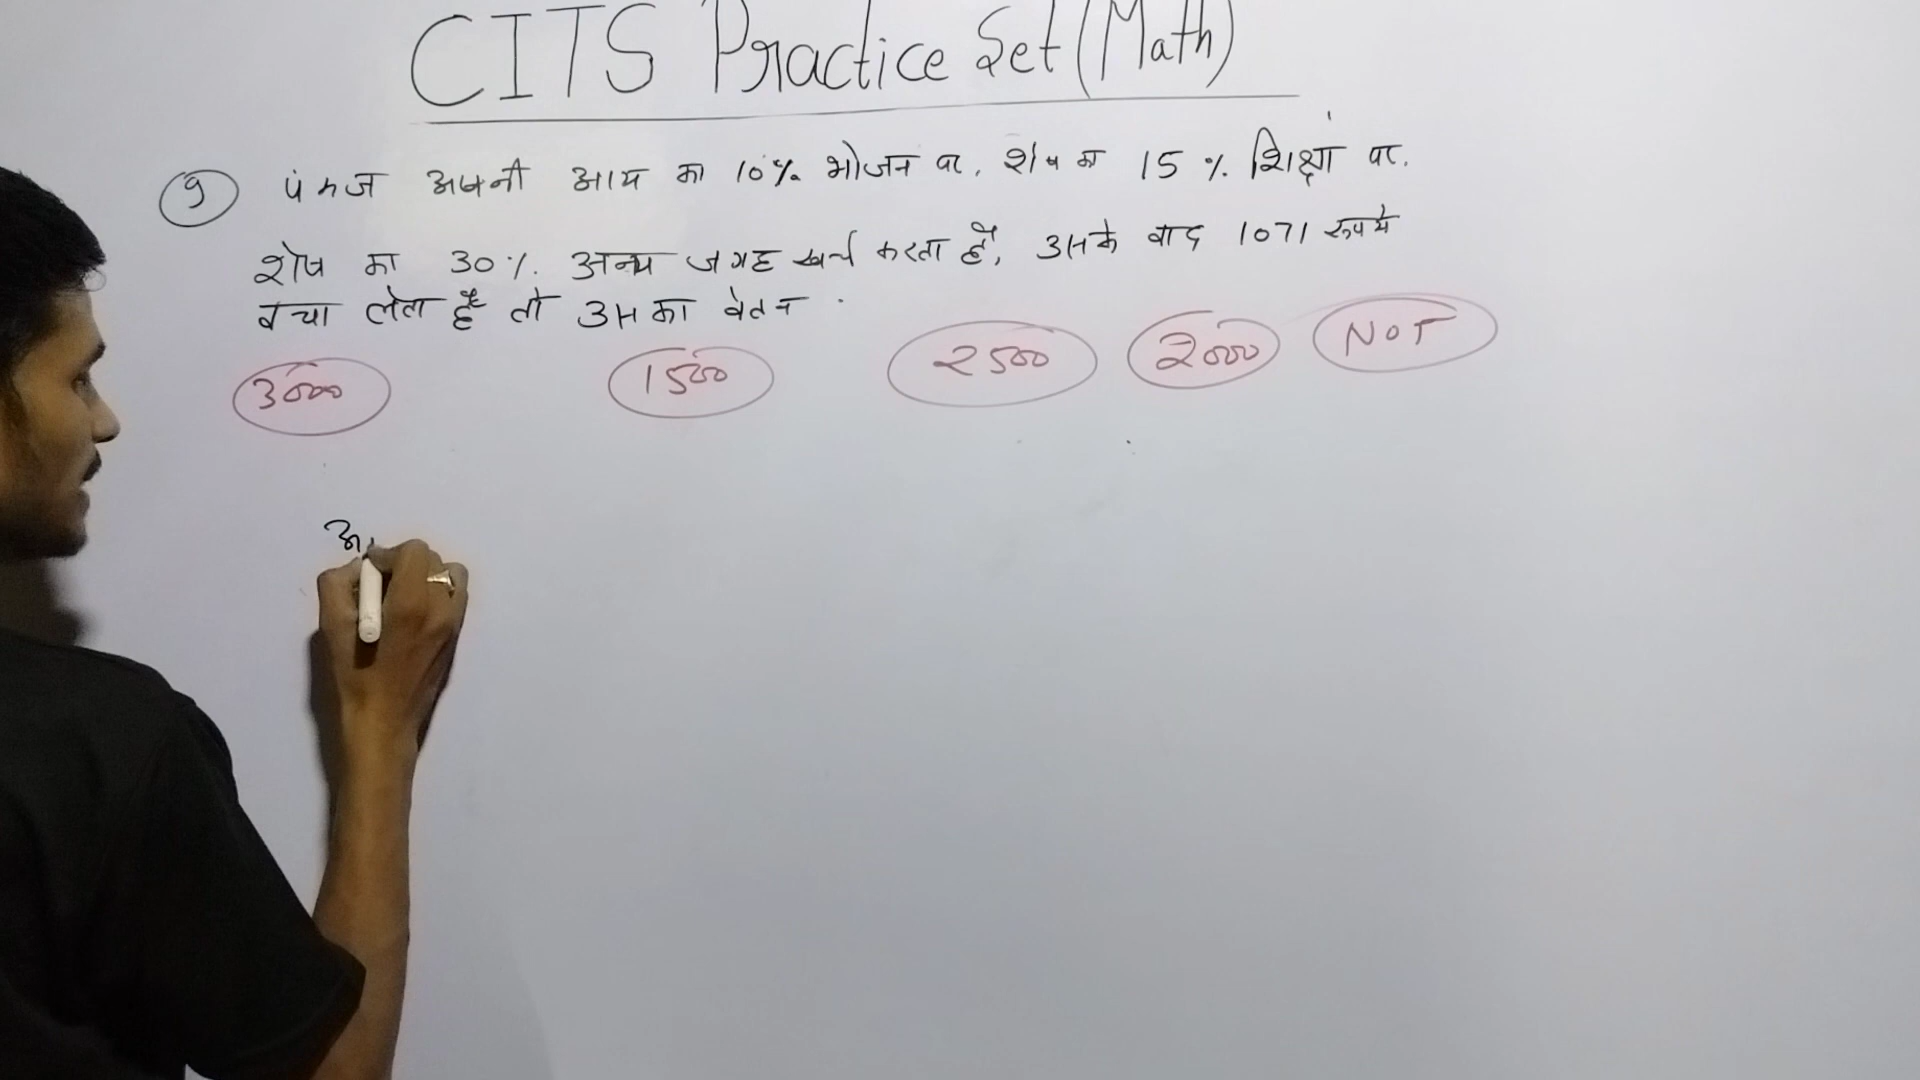 CITS Practice Set (Math)
9 पंकज अपनी आय का 10% भोजन पर, शेष का 15 % शिक्षां पर,
शेष का 30% अन्य जगह खर्च करता है, उसके बाद 1071 रूपये
बचा लेता है तो उसका वेतन .
3000 1500 2500 2000 NOT